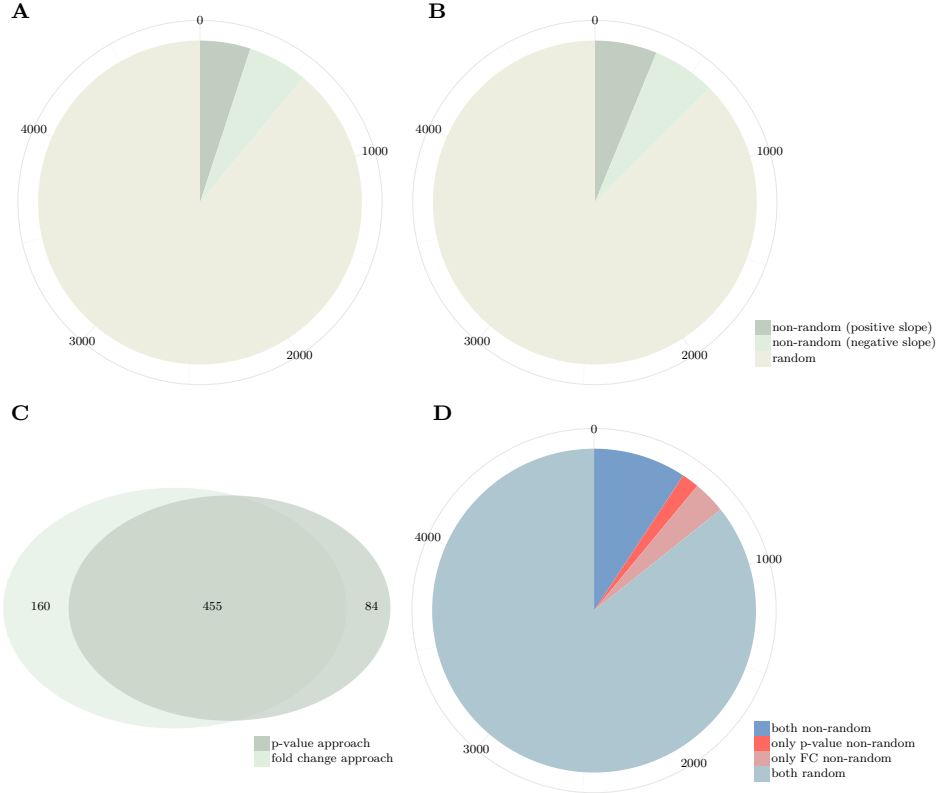 A
0
1000
2000
3000
4000
B
0
1000
2000
3000
4000
non-random (positive slope)
non-random (negative slope)
random
C
160
455
84
p-value approach
fold change approach
D
0
1000
2000
3000
4000
both non-random
only p-value non-random
only FC non-random
both random